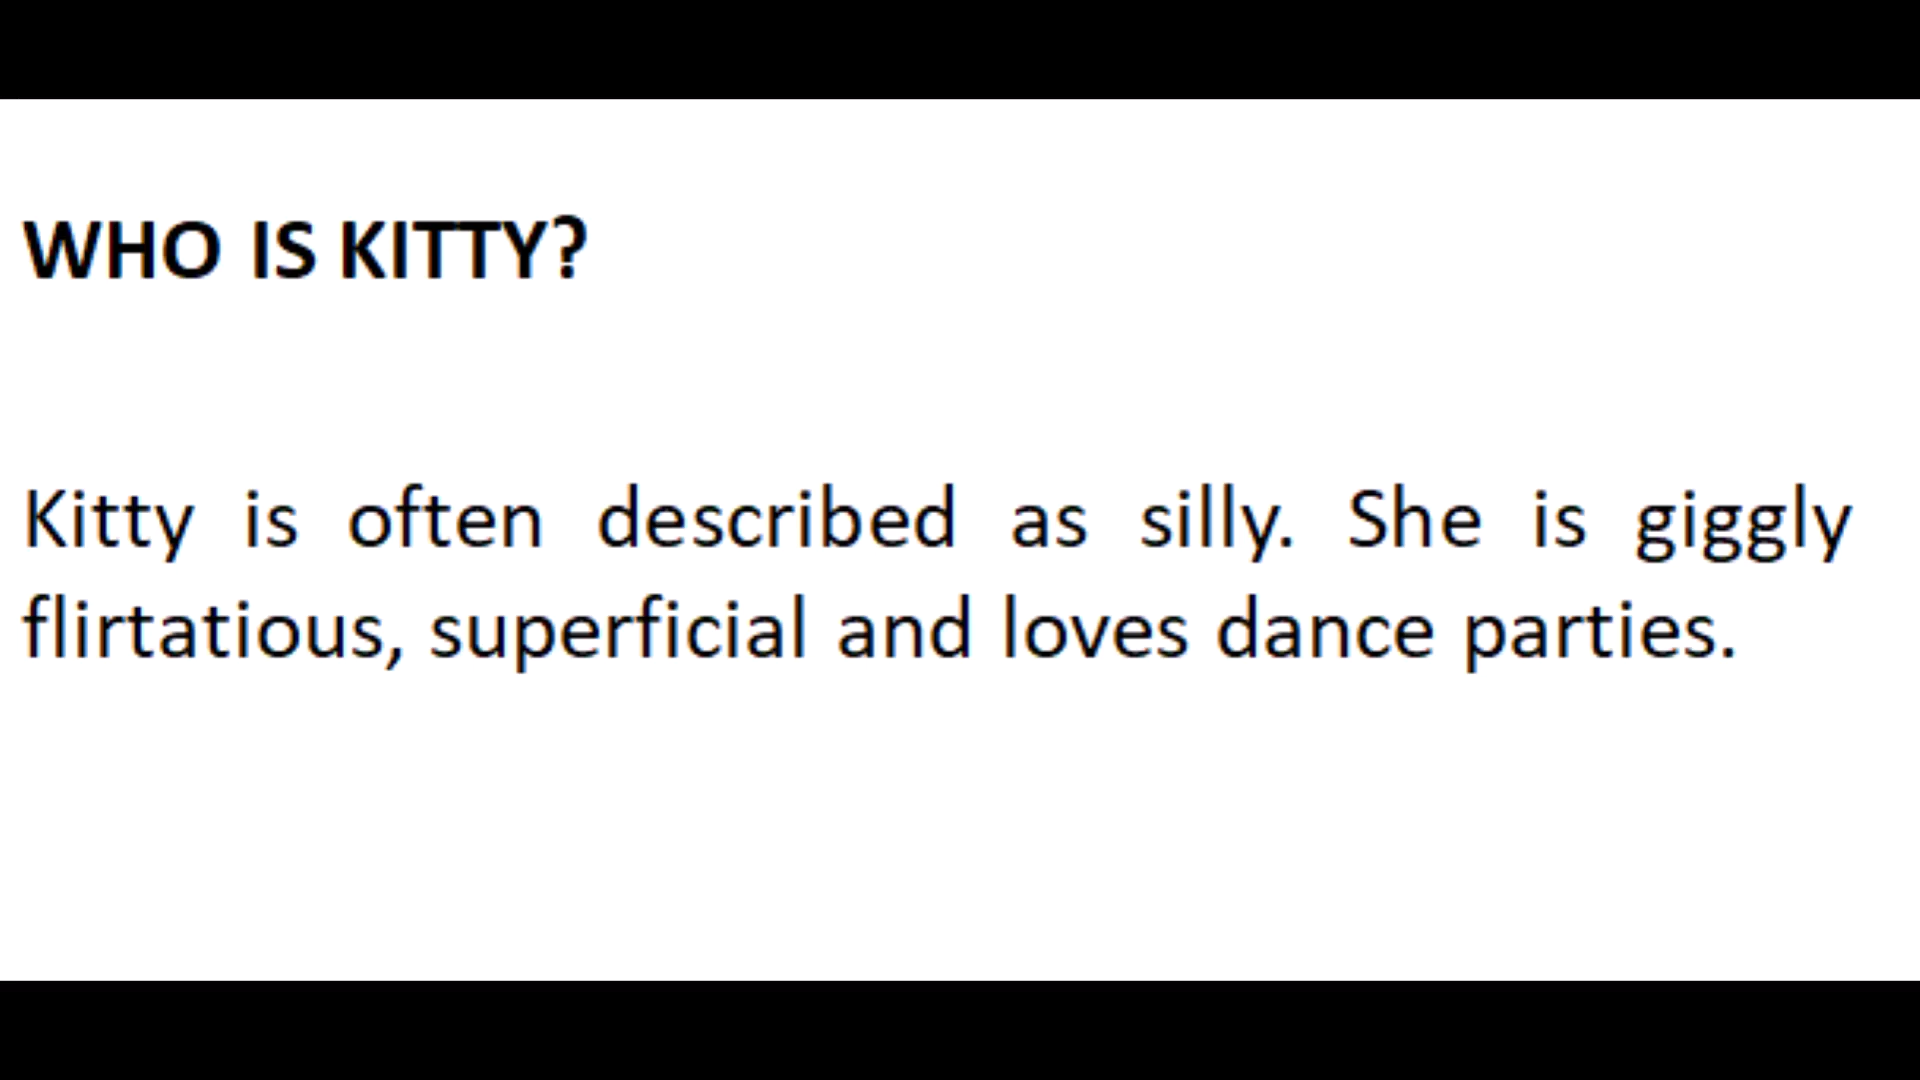 WHO IS KITTY?
Kitty is often described as silly. She is giggly
flirtatious, superficial and loves dance parties.